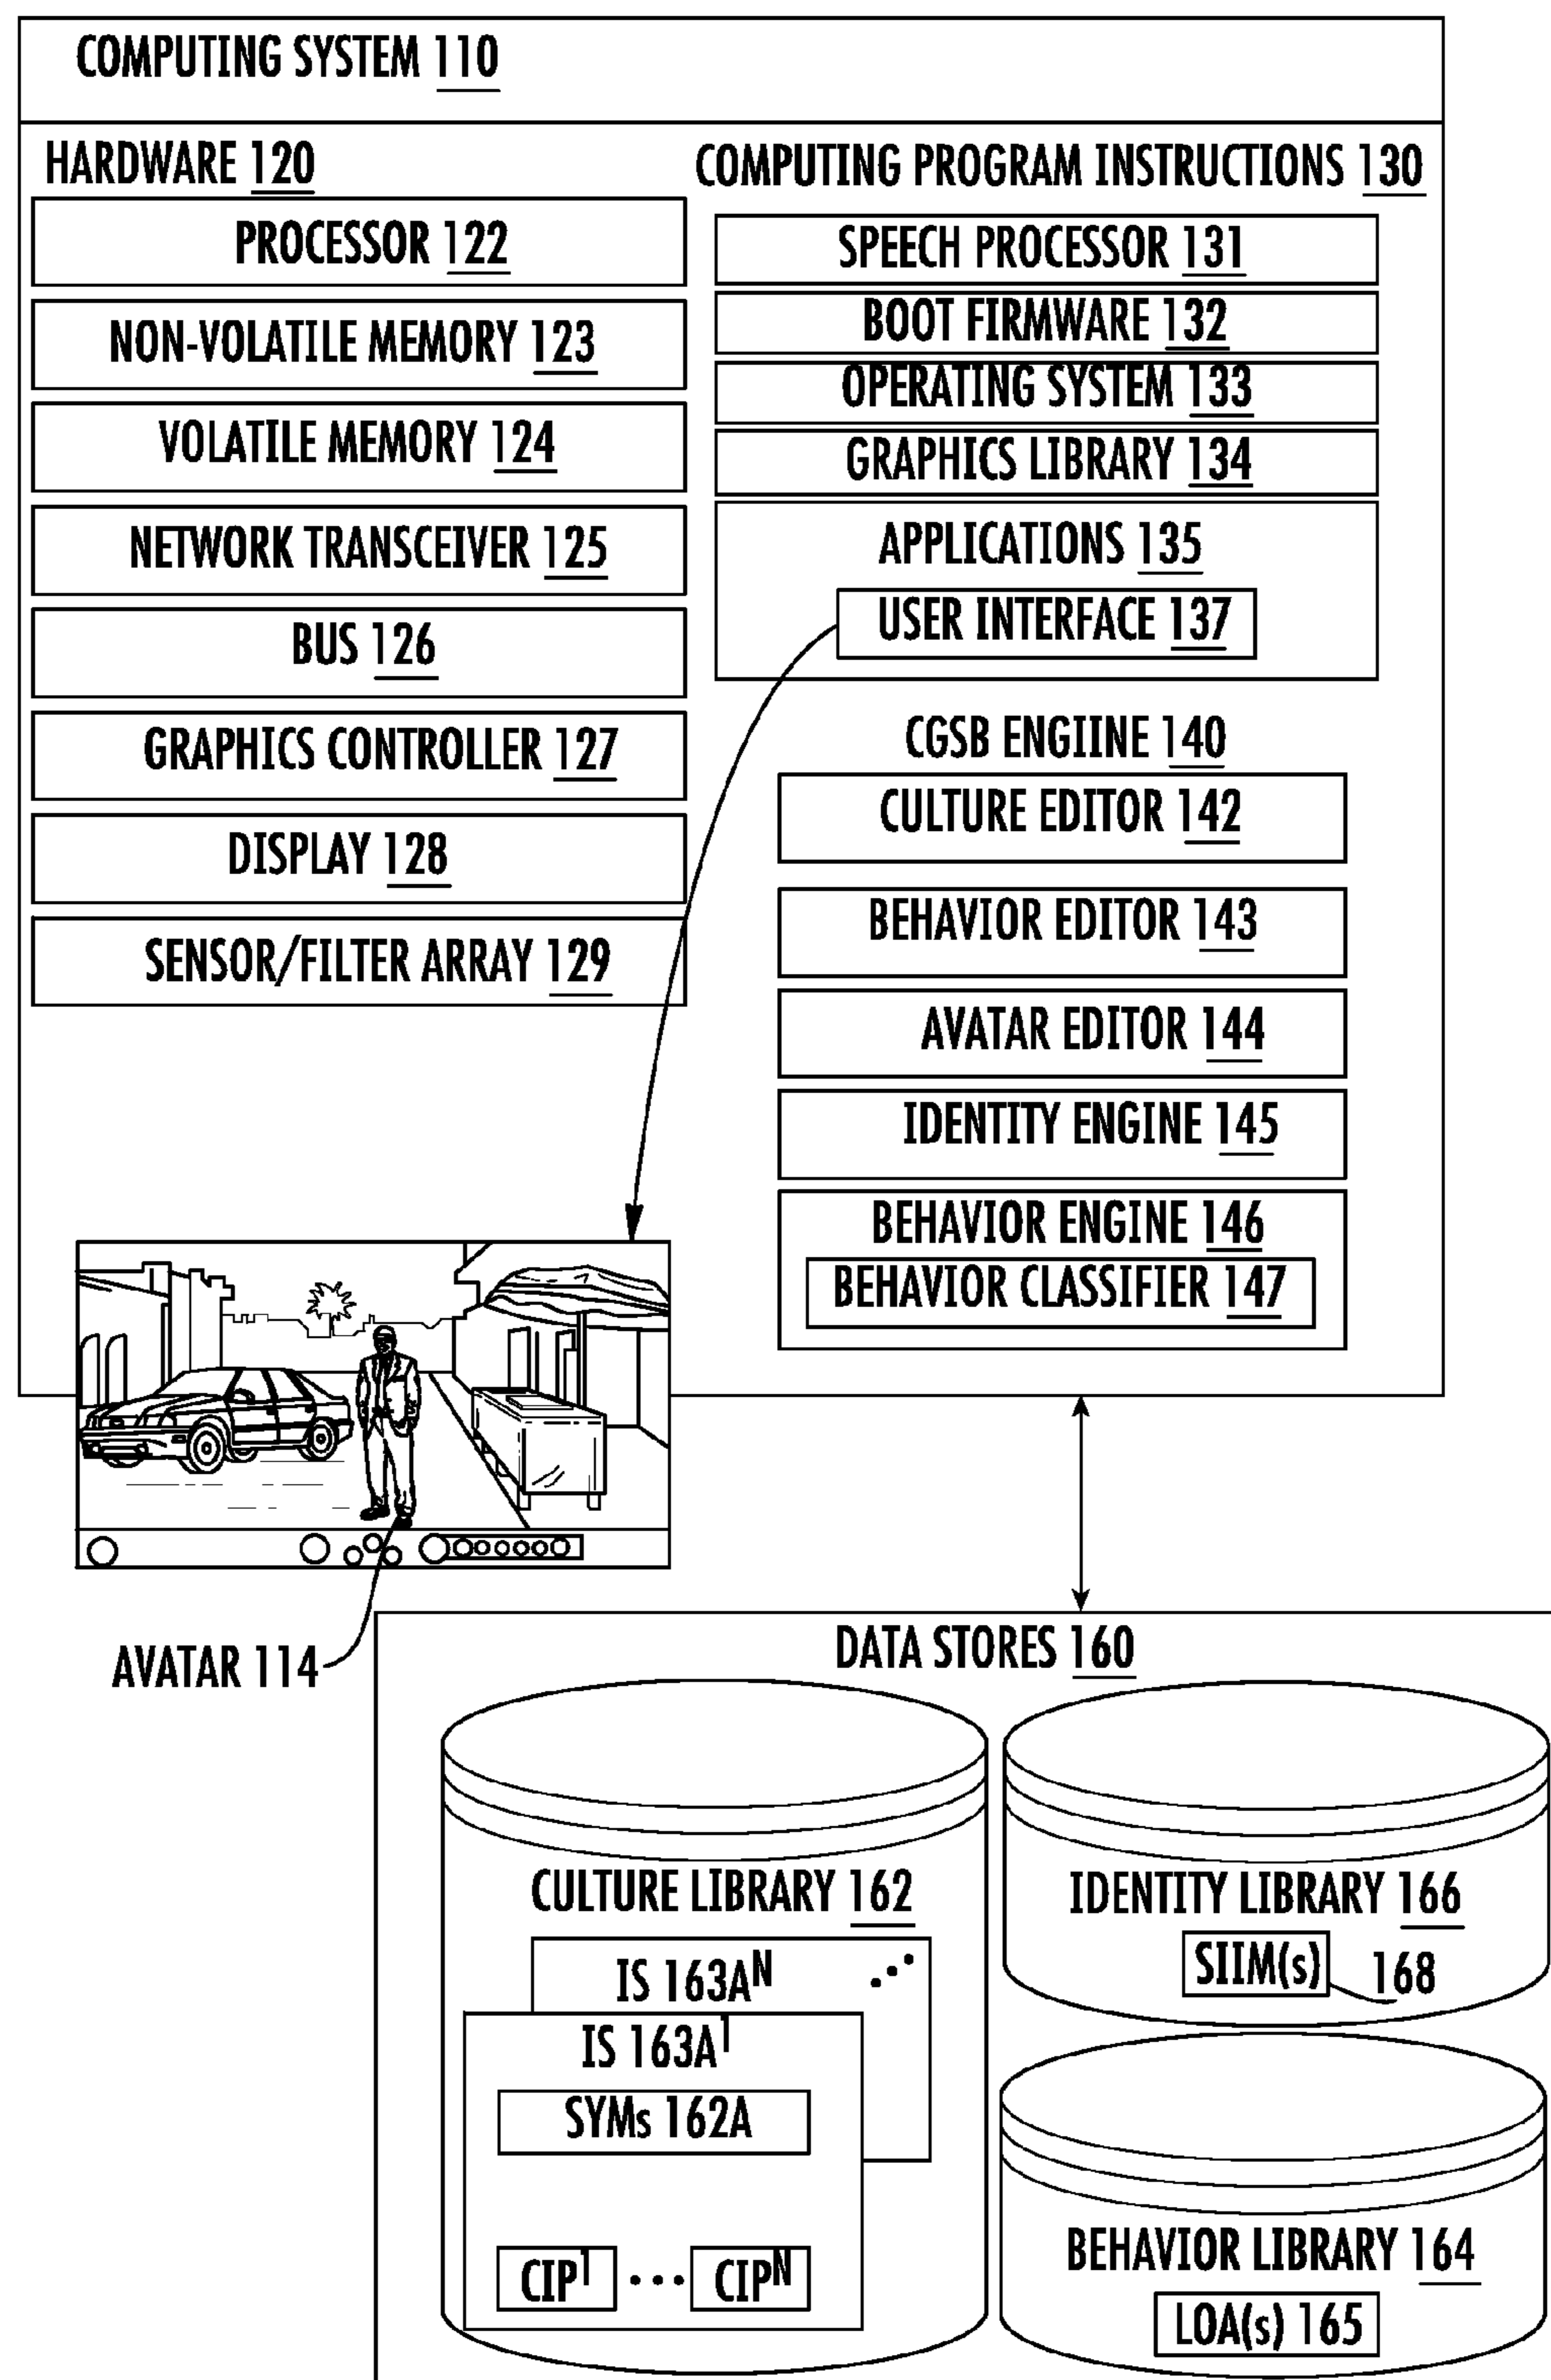 COMPUTING SYSTEM 110
HARDWARE 120
PROCESSOR 122
NON-VOLATILE MEMORY 123
VOLATILE MEMORY 124
NETWORK TRANSCEIVER 125
BUS 126
GRAPHICS CONTROLLER 127
DISPLAY 128
SENSOR/FILTER ARRAY 129
COMPUTING PROGRAM INSTRUCTIONS 130
SPEECH PROCESSOR 131
BOOT FIRMWARE 132
OPERATING SYSTEM 133
GRAPHICS LIBRARY 134
APPLICATIONS 135
USER INTERFACE 137
CGSB ENGIINE 140
CULTURE EDITOR 142
BEHAVIOR EDITOR 143
AVATAR EDITOR 144
IDENTITY ENGINE 145
BEHAVIOR ENGINE 146
BEHAVIOR CLASSIFIER 147
AVATAR 114
DATA STORES 160
CULTURE LIBRARY 162
IS 163A^N
IS 163A^1
SYMs 162A
CIP^1 ••• CIP^N
IDENTITY LIBRARY 166
SIIM(s) 168
BEHAVIOR LIBRARY 164
LOA(s) 165